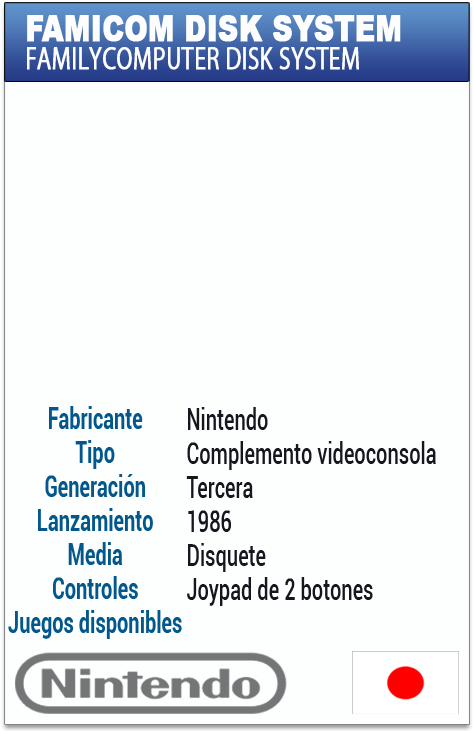 FAMICOM DISK SYSTEM
FAMILYCOMPUTER DISK SYSTEM
Fabricante Nintendo
Tipo Complemento videoconsola
Generación Tercera
Lanzamiento 1986
Media Disquete
Controles Joypad de 2 botones
Juegos disponibles
Nintendo